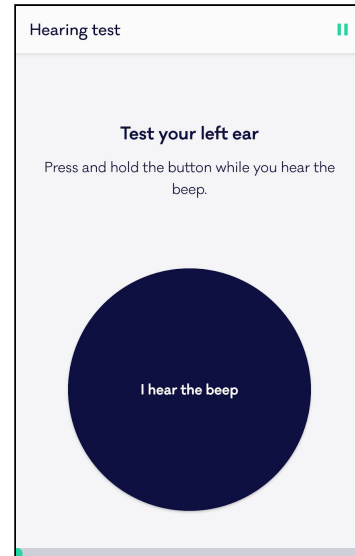 Hearing test
Test your left ear
Press and hold the button while you hear the
beep.
I hear the beep